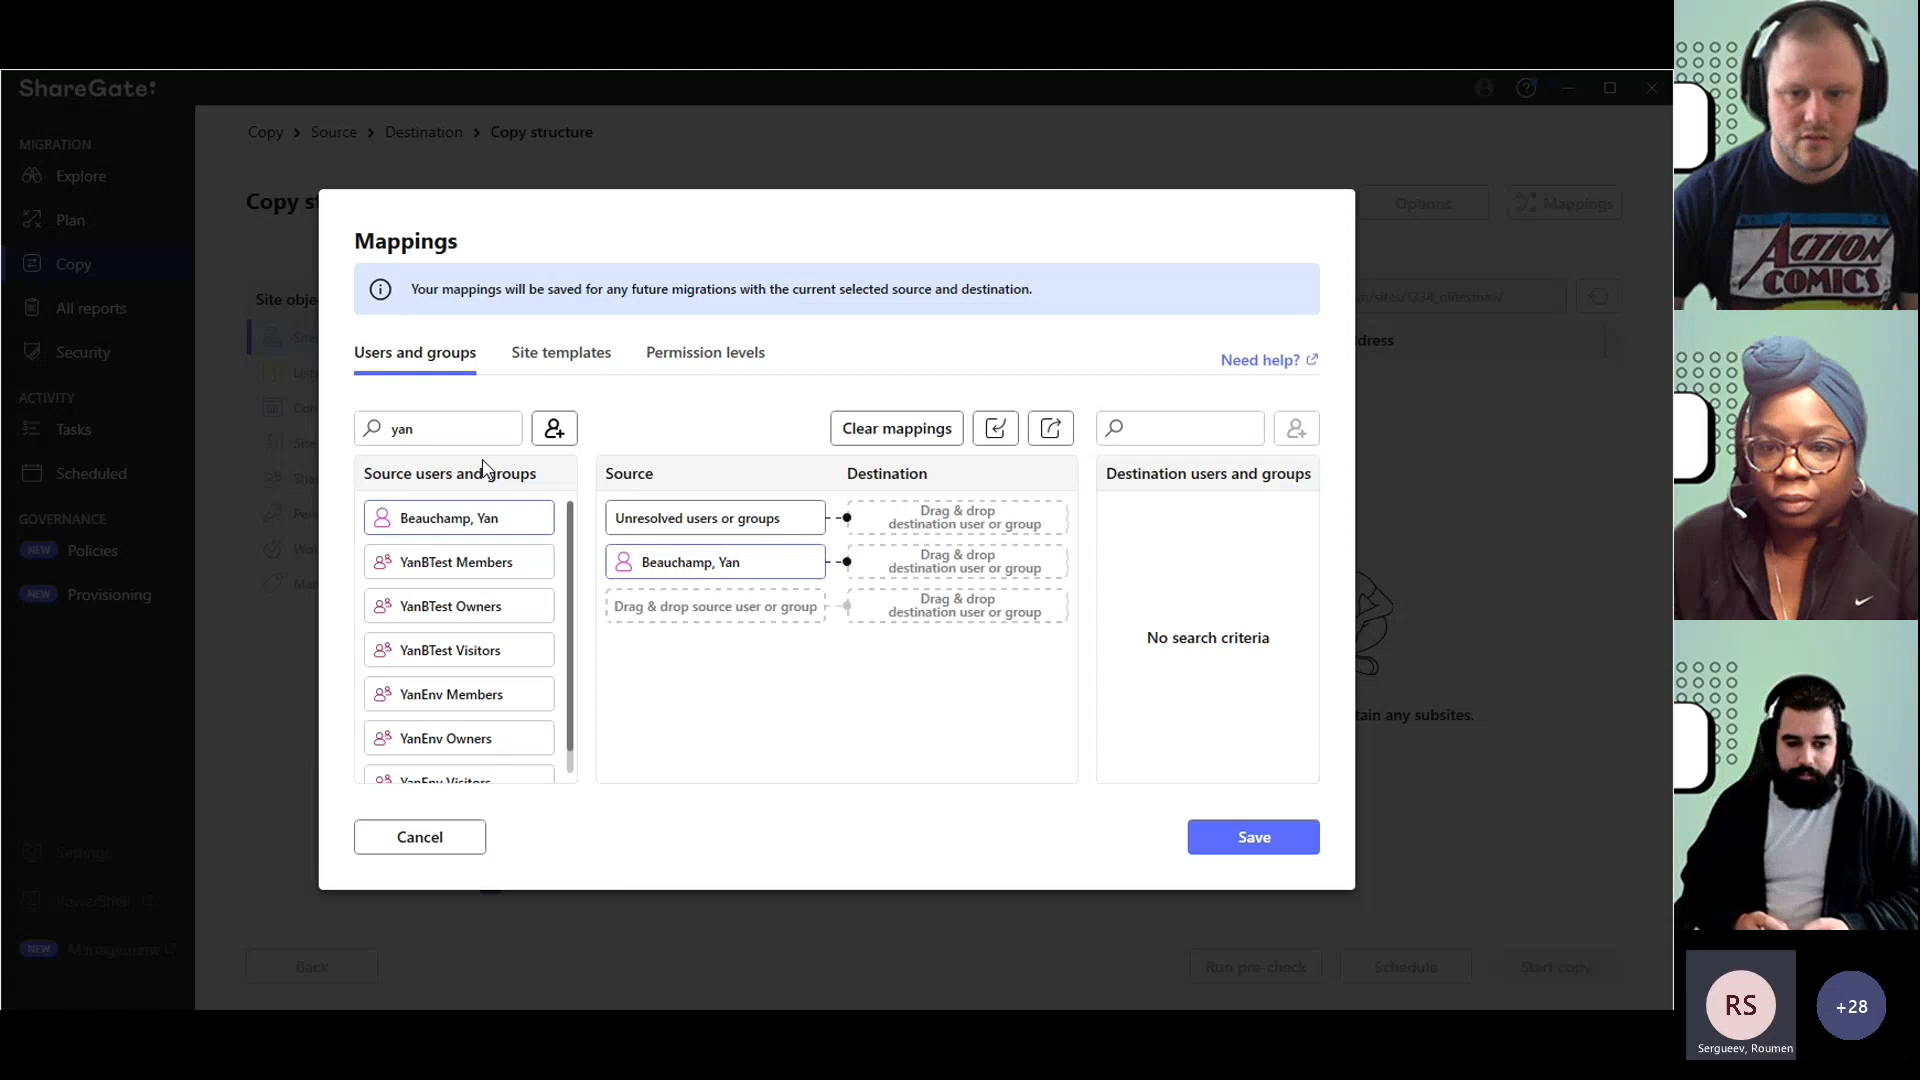 ShareGate:
MIGRATION
Explore
Plan
Copy
All reports
Security
ACTIVITY
Tasks
Scheduled
GOVERNANCE
NEW Policies
NEW Provisioning
Settings
PowerShell
NEW Management
Copy > Source > Destination > Copy structure
Copy s
Options
Mappings
Site obje
n/sites/1234_olitestnav/
dress
tain any subsites.
Mappings
Your mappings will be saved for any future migrations with the current selected source and destination.
Users and groups
Site templates
Permission levels
Need help?
yan
Clear mappings
Source users and groups
Source
Destination
Destination users and groups
Beauchamp, Yan
YanBTest Members
YanBTest Owners
YanBTest Visitors
YanEnv Members
YanEnv Owners
YanEnv Visitors
Unresolved users or groups
Drag & drop
destination user or group
Beauchamp, Yan
Drag & drop
destination user or group
Drag & drop source user or group
Drag & drop
destination user or group
No search criteria
Cancel
Save
Back
Run pre-check
Schedule
Start copy
ACTION
COMICS
RS
Sergueev, Roumen
+28